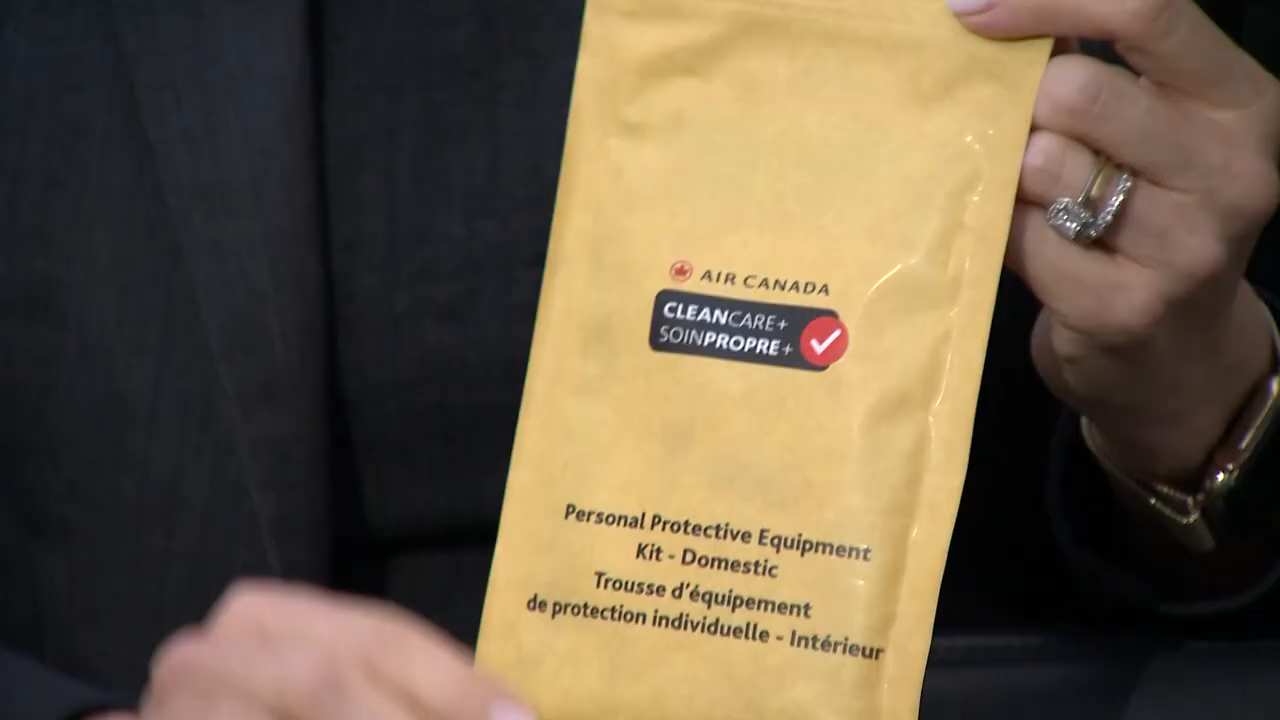 AIR CANADA
CLEANCARE+
SOINPROPRE+
Personal Protective Equipment
Kit - Domestic
Trousse d'équipement
de protection individuelle - Intérieur